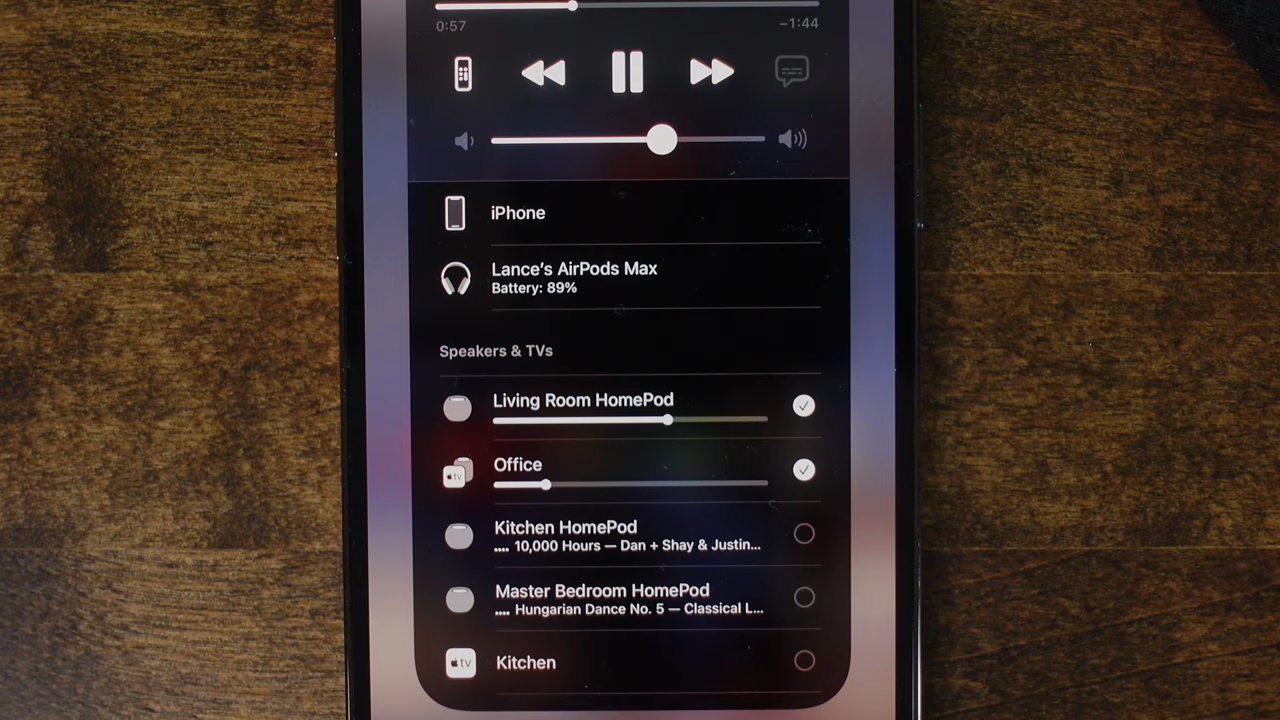 0:57
−1:44
iPhone
Lance's AirPods Max
Battery: 89%
Speakers & TVs
Living Room HomePod
Office
tv
Kitchen HomePod
10,000 Hours — Dan + Shay & Justin...
Master Bedroom HomePod
Hungarian Dance No. 5 — Classical L...
tv
Kitchen